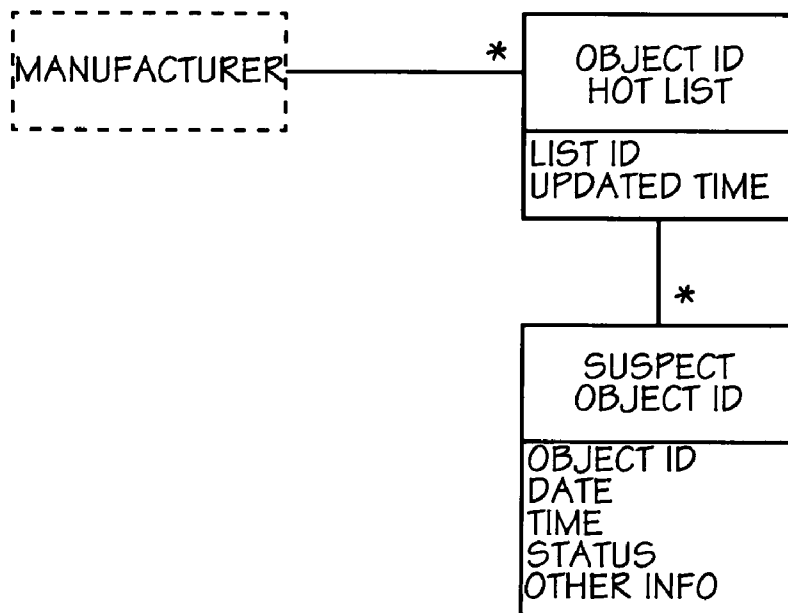 MANUFACTURER
*
OBJECT ID
HOT LIST
LIST ID
UPDATED TIME
*
SUSPECT
OBJECT ID
OBJECT ID
DATE
TIME
STATUS
OTHER INFO